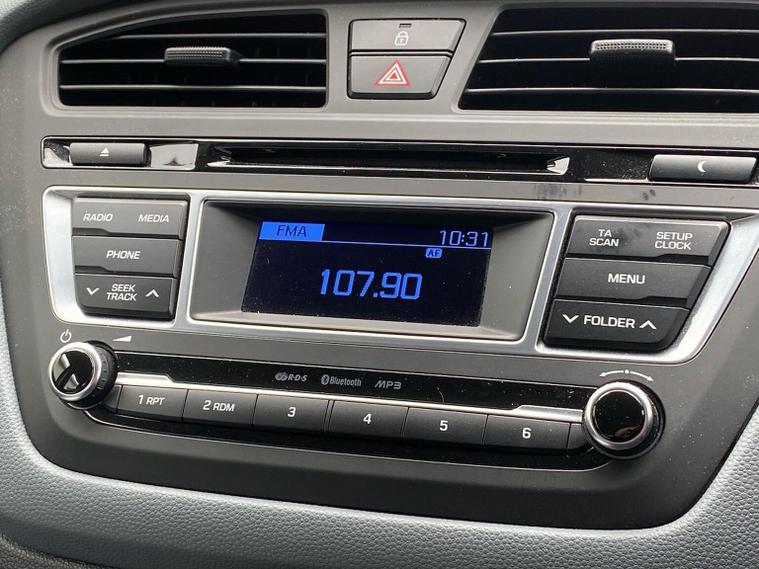 RADIO MEDIA
PHONE
SEEK
TRACK
FMA
10:31
AF
107.90
TA
SCAN
SETUP
CLOCK
MENU
FOLDER
R·D·S
Bluetooth
MP3
1 RPT
2 RDM
3
4
5
6